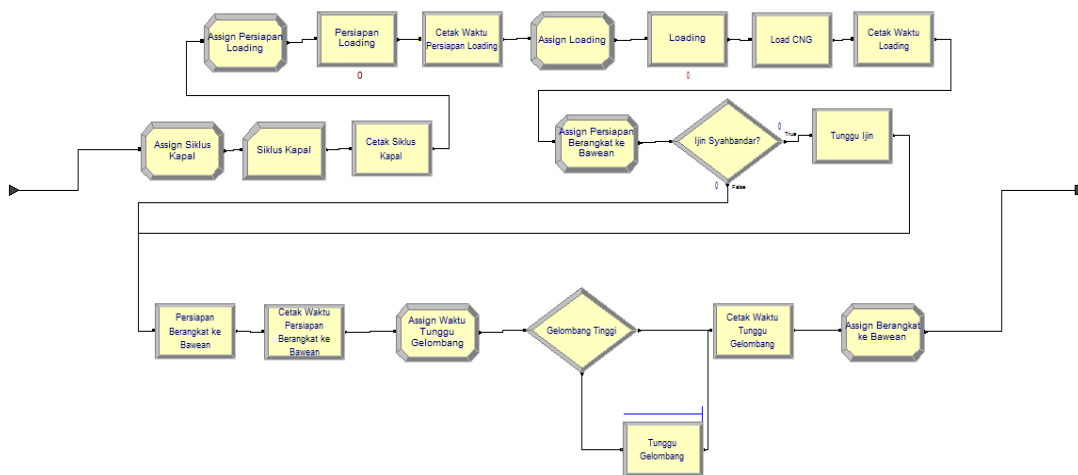 Assign Persiapan
Loading
Persiapan
Loading
0
Cetak Waktu
Persiapan Loading
Assign Loading
Loading
0
Load CNG
Cetak Waktu
Loading
Assign Siklus
Kapal
Siklus Kapal
Cetak Siklus
Kapal
Assign Persiapan
Berangkat ke
Bawean
Ijin Syahbandar?
0
True
0
False
Tunggu Ijin
Persiapan
Berangkat ke
Bawean
Cetak Waktu
Persiapan
Berangkat ke
Bawean
Assign Waktu
Tunggu
Gelombang
Gelombang Tinggi
Tunggu
Gelombang
Cetak Waktu
Tunggu
Gelombang
Assign Berangkat
ke Bawean